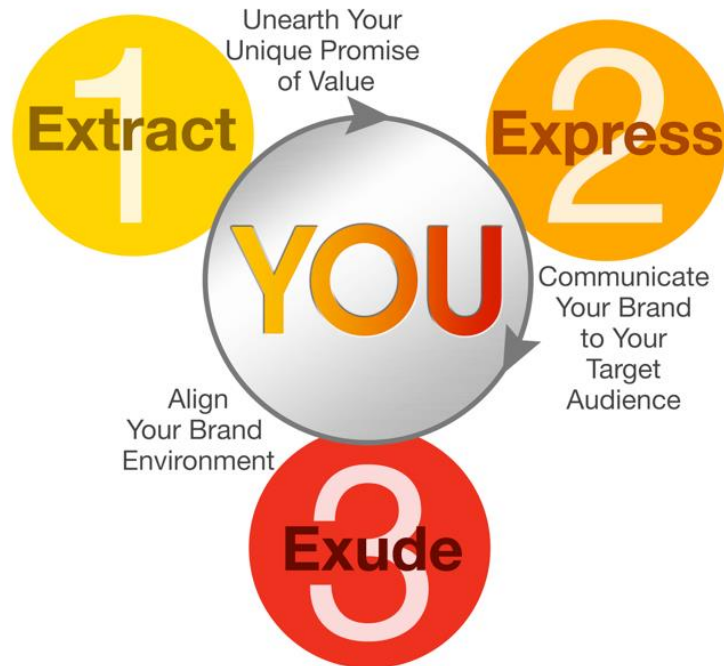 1
Extract
Unearth Your
Unique Promise
of Value
2
Express
YOU
Communicate
Your Brand
to Your
Target
Audience
3
Exude
Align
Your Brand
Environment